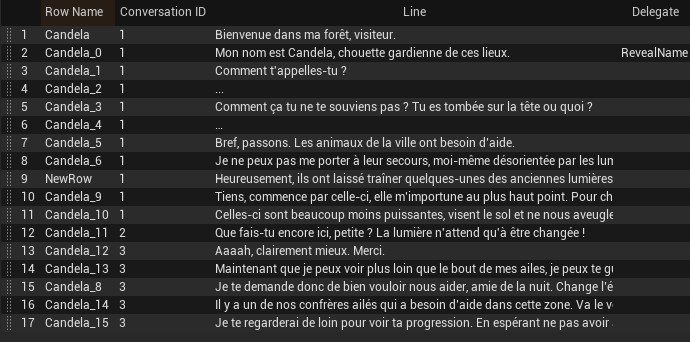 Row Name Conversation ID Line Delegate
1 Candela 1 Bienvenue dans ma forêt, visiteur.
2 Candela_0 1 Mon nom est Candela, chouette gardienne de ces lieux. RevealName
3 Candela_1 1 Comment t'appelles-tu ?
4 Candela_2 1 ...
5 Candela_3 1 Comment ça tu ne te souviens pas ? Tu es tombée sur la tête ou quoi ?
6 Candela_4 1 ...
7 Candela_5 1 Bref, passons. Les animaux de la ville ont besoin d'aide.
8 Candela_6 1 Je ne peux pas me porter à leur secours, moi-même désorientée par les lun
9 NewRow 1 Heureusement, ils ont laissé traîner quelques-unes des anciennes lumières
10 Candela_9 1 Tiens, commence par celle-ci, elle m'importune au plus haut point. Pour ch
11 Candela_10 1 Celles-ci sont beaucoup moins puissantes, visent le sol et ne nous aveugle
12 Candela_11 2 Que fais-tu encore ici, petite ? La lumière n'attend qu'à être changée !
13 Candela_12 3 Aaaah, clairement mieux. Merci.
14 Candela_13 3 Maintenant que je peux voir plus loin que le bout de mes ailes, je peux te gu
15 Candela_8 3 Je te demande donc de bien vouloir nous aider, amie de la nuit. Change l'é
16 Candela_14 3 Il y a un de nos confrères ailés qui a besoin d'aide dans cette zone. Va le v
17 Candela_15 3 Je te regarderai de loin pour voir ta progression. En espérant ne pas avoir